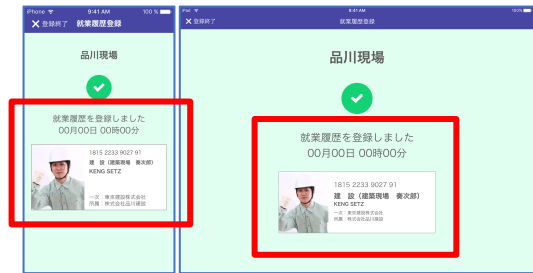 iPhone 9:41 AM 100 %
✕ 登録終了 就業履歴登録
品川現場
就業履歴を登録しました
00月00日 00時00分
1815 2233 9027 91
建 設（建築現場 奏次郎）
KENG SETZ
一次：東京建設株式会社
所属：株式会社品川建設
iPad 9:41 AM 100%
✕ 登録終了 就業履歴登録
品川現場
就業履歴を登録しました
00月00日 00時00分
1815 2233 9027 91
建 設（建築現場 奏次郎）
KENG SETZ
一次：東京建設株式会社
所属：株式会社品川建設